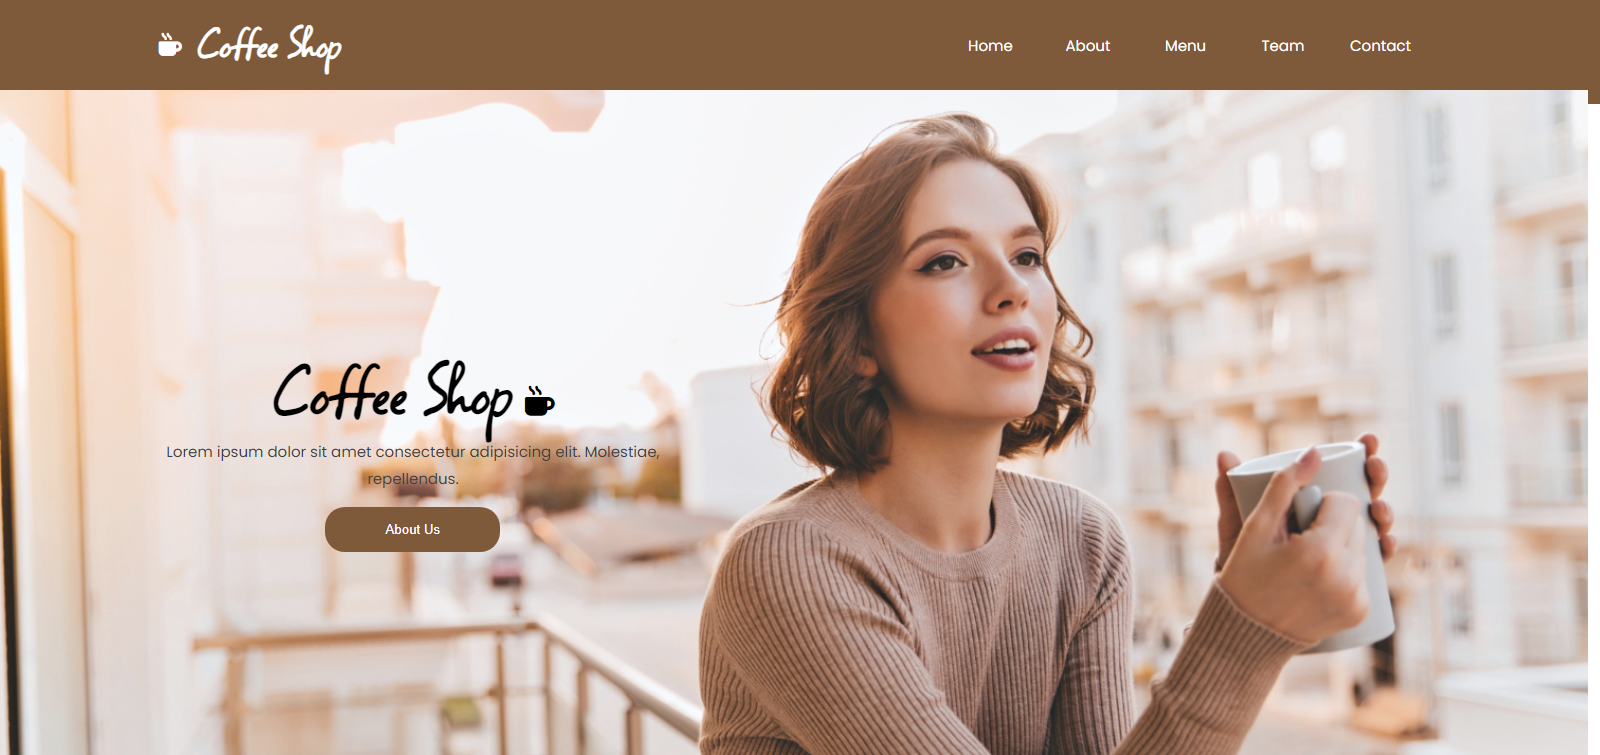 Coffee Shop
Home About Menu Team Contact
Coffee Shop
Lorem ipsum dolor sit amet consectetur adipisicing elit. Molestiae,
repellendus.
About Us